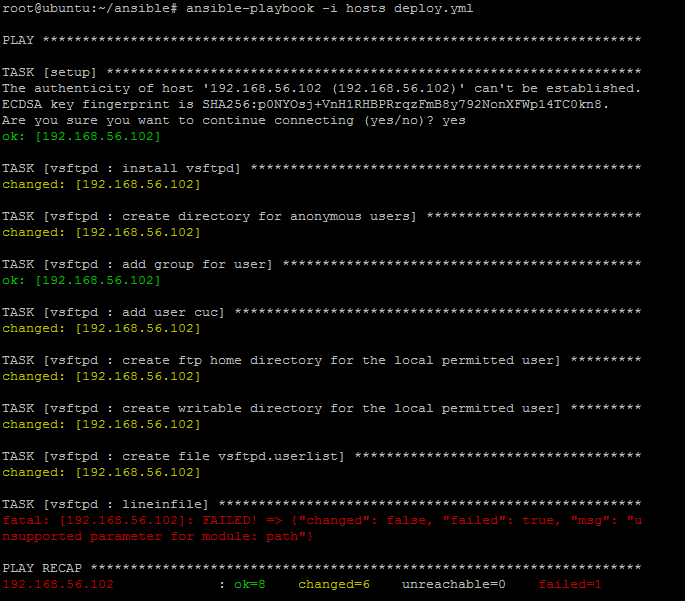 root@ubuntu:~/ansible# ansible-playbook -i hosts deploy.yml
PLAY ***************************************************************************
TASK [setup] *******************************************************************
The authenticity of host '192.168.56.102 (192.168.56.102)' can't be established.
ECDSA key fingerprint is SHA256:p0NYOsj+VnH1RHBPRrqzFmB8y792NonXFWp14TC0kn8.
Are you sure you want to continue connecting (yes/no)? yes
ok: [192.168.56.102]
TASK [vsftpd : install vsftpd] *************************************************
changed: [192.168.56.102]
TASK [vsftpd : create directory for anonymous users] ***************************
changed: [192.168.56.102]
TASK [vsftpd : add group for user] *********************************************
ok: [192.168.56.102]
TASK [vsftpd : add user cuc] ***************************************************
changed: [192.168.56.102]
TASK [vsftpd : create ftp home directory for the local permitted user] *********
changed: [192.168.56.102]
TASK [vsftpd : create writable directory for the local permitted user] *********
changed: [192.168.56.102]
TASK [vsftpd : create file vsftpd.userlist] ************************************
changed: [192.168.56.102]
TASK [vsftpd : lineinfile] *****************************************************
fatal: [192.168.56.102]: FAILED! => {"changed": false, "failed": true, "msg": "u
nsupported parameter for module: path"}
PLAY RECAP *********************************************************************
192.168.56.102             : ok=8    changed=6    unreachable=0    failed=1